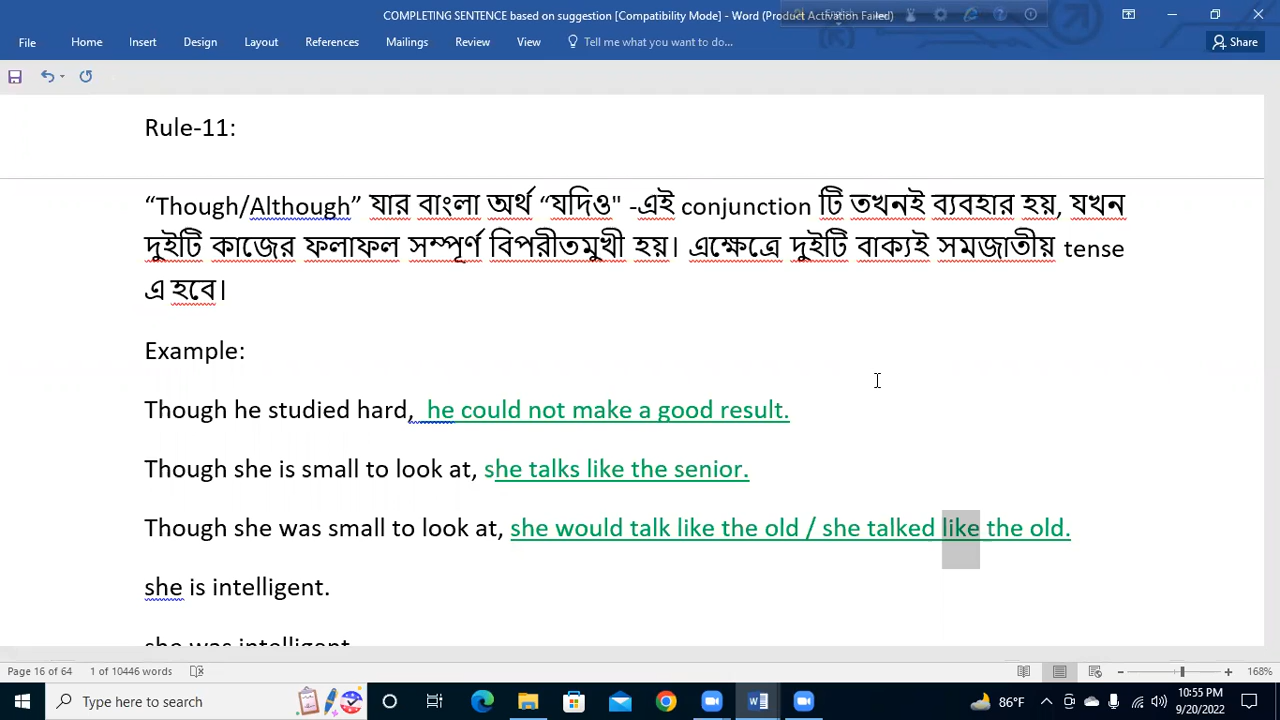 COMPLETING SENTENCE based on suggestion [Compatibility Mode] - Word (Product Activation Failed)
English
File Home Insert Design Layout References Mailings Review View Tell me what you want to do... Share
Rule-11:
“Though/Although” যার বাংলা অর্থ “যদিও" -এই conjunction টি তখনই ব্যবহার হয়, যখন
দুইটি কাজের ফলাফল সম্পূর্ণ বিপরীতমুখী হয়। এক্ষেত্রে দুইটি বাক্যই সমজাতীয় tense
এ হবে।
Example:
Though he studied hard, he could not make a good result.
Though she is small to look at, she talks like the senior.
Though she was small to look at, she would talk like the old / she talked like the old.
she is intelligent.
she was intelligent
Page 16 of 64 1 of 10446 words 168%
Type here to search 86°F 10:55 PM
9/20/2022